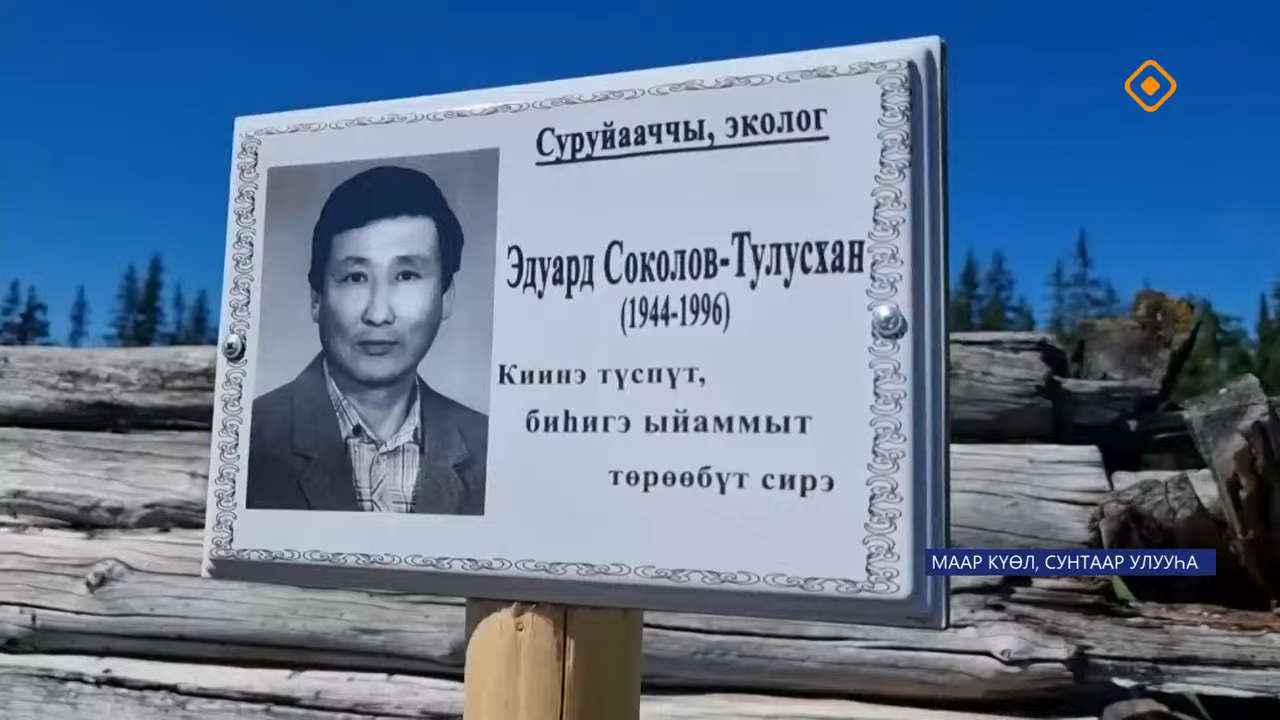 Суруйааччы, эколог
Эдуард Соколов-Тулусхан
(1944-1996)
Киинэ түспүт,
биһигэ ыйаммыт
төрөөбүт сирэ
МААР КҮӨЛ, СУНТААР УЛУУҺА